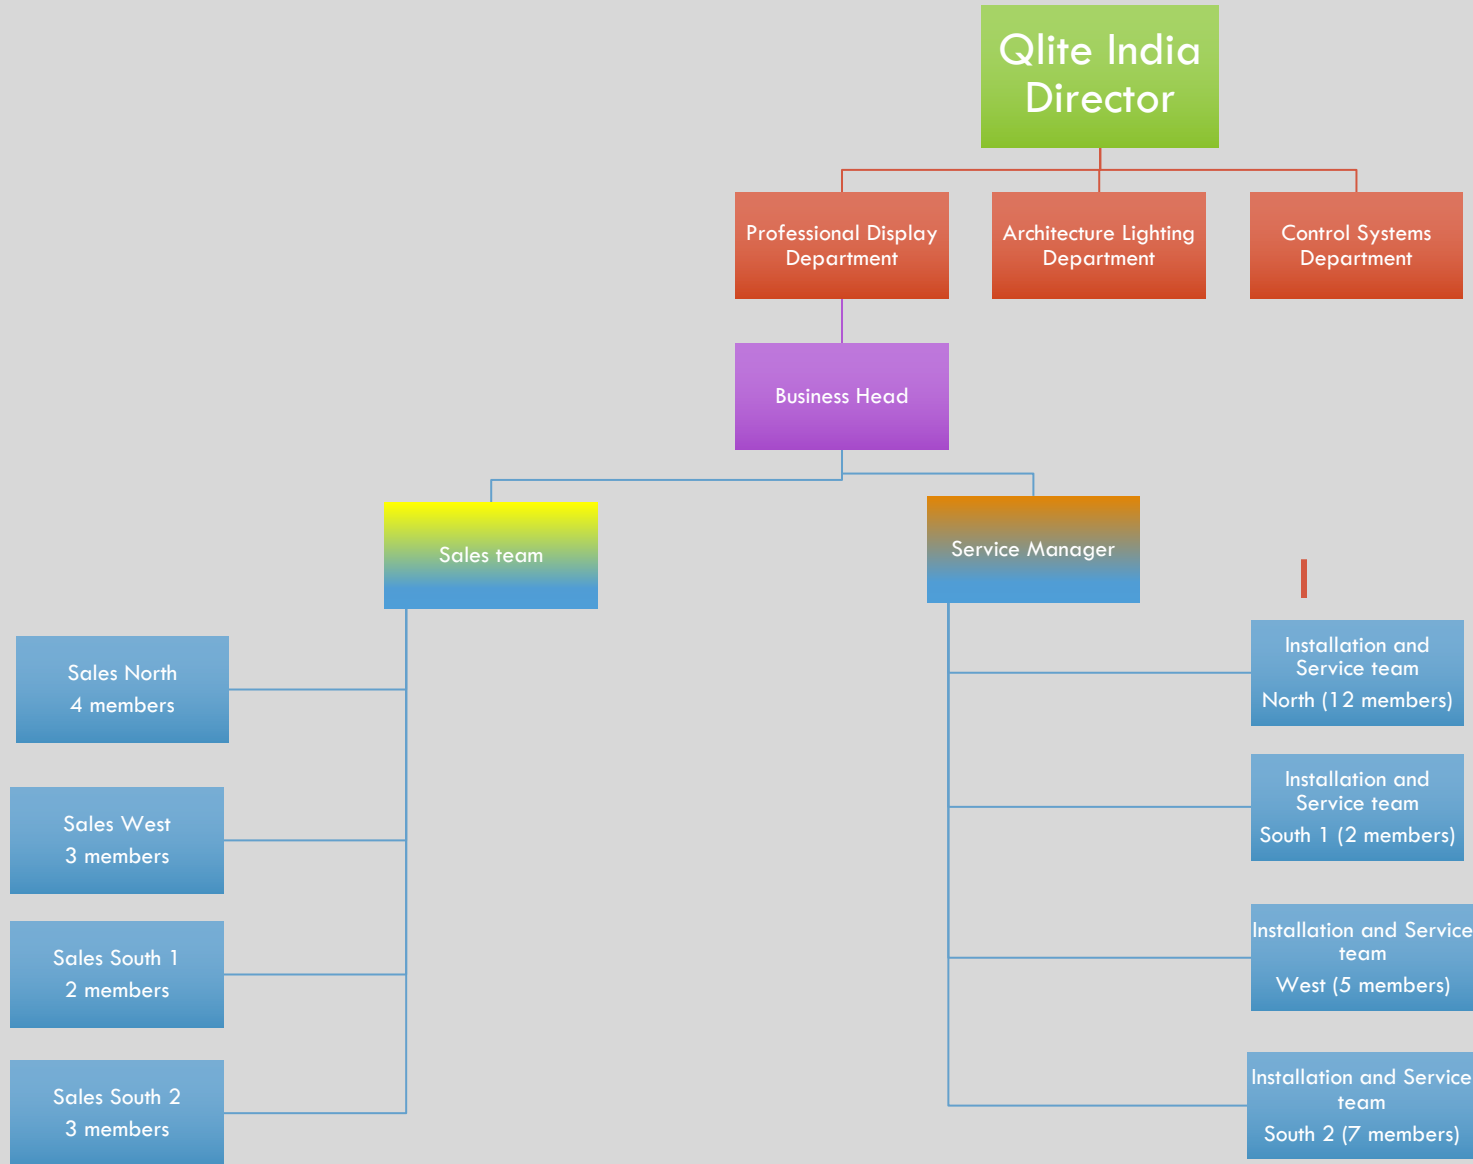 Qlite India
Director
Professional Display
Department
Architecture Lighting
Department
Control Systems
Department
Business Head
Sales team
Service Manager
Sales North
4 members
Sales West
3 members
Sales South 1
2 members
Sales South 2
3 members
Installation and
Service team
North (12 members)
Installation and
Service team
South 1 (2 members)
Installation and Service
team
West (5 members)
Installation and Service
team
South 2 (7 members)